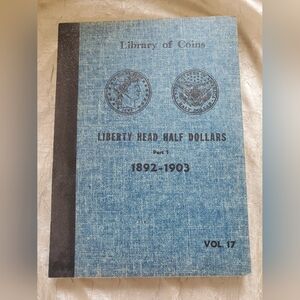 Library of Coins
LIBERTY HEAD HALF DOLLARS
Part 1
1892-1903
VOL 17